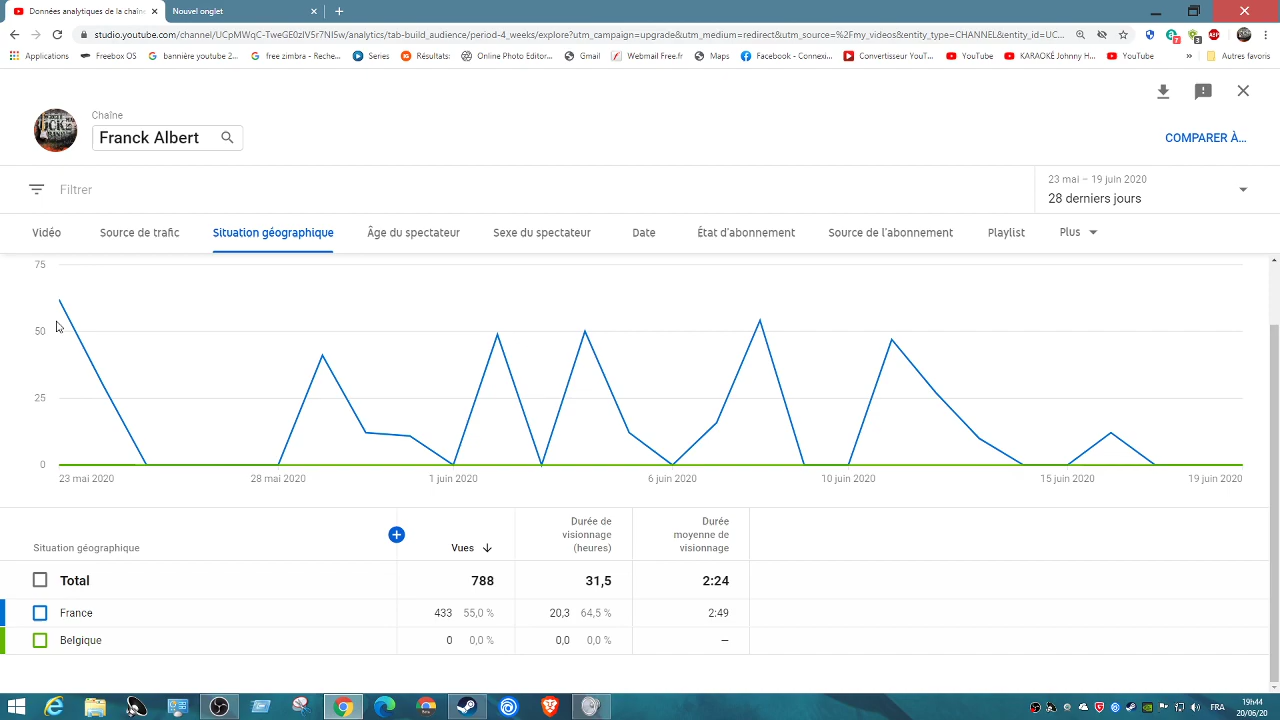 Données analytiques de la chaîn
Nouvel onglet
studio.youtube.com/channel/UCpMWqC-TweGE0zIV5r7NI5w/analytics/tab-build_audience/period-4_weeks/explore?utm_campaign=upgrade&utm_medium=redirect&utm_source=%2Fmy_videos&entity_type=CHANNEL&entity_id=UC...
Applications Freebox OS bannière youtube 2... free zimbra - Reche... Series Résultats: Online Photo Editor... Gmail Webmail Free.fr Maps Facebook - Connexi... Convertisseur YouT... YouTube KARAOKÉ Johnny H... YouTube » Autres favoris
Chaîne
Franck Albert
COMPARER À...
Filtrer
23 mai – 19 juin 2020
28 derniers jours
Vidéo Source de trafic Situation géographique Âge du spectateur Sexe du spectateur Date État d'abonnement Source de l'abonnement Playlist Plus
75
50
25
0
23 mai 2020 28 mai 2020 1 juin 2020 6 juin 2020 10 juin 2020 15 juin 2020 19 juin 2020
Situation géographique
Vues
Durée de
visionnage
(heures)
Durée
moyenne de
visionnage
Total 788 31,5 2:24
France 433 55,0 % 20,3 64,5 % 2:49
Belgique 0 0,0 % 0,0 0,0 % —
FRA
19h44
20/06/20